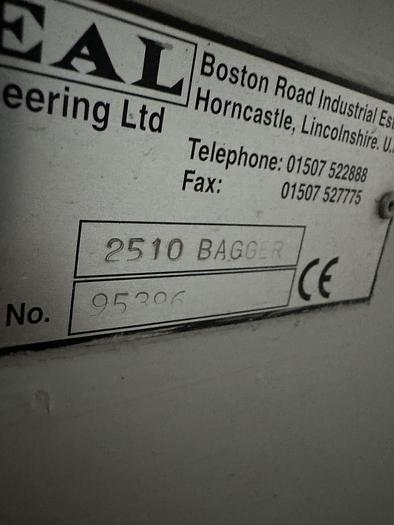 EAL
eering Ltd
Boston Road Industrial Est
Horncastle, Lincolnshire. U.
Telephone: 01507 522888
Fax: 01507 527775
2510 BAGGER
No. 95396
CE